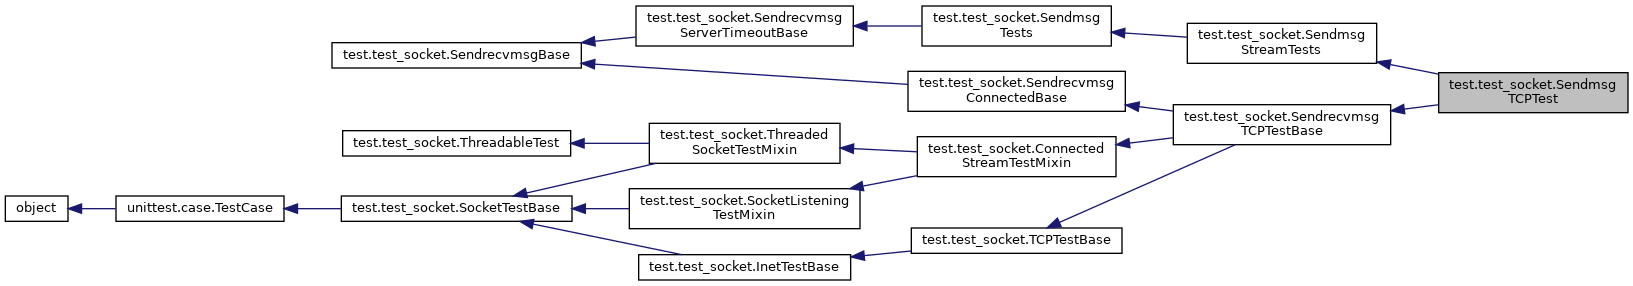 test.test_socket.Sendrecvmsg
ServerTimeoutBase
test.test_socket.Sendmsg
Tests
test.test_socket.Sendmsg
StreamTests
test.test_socket.SendrecvmsgBase
test.test_socket.Sendrecvmsg
ConnectedBase
test.test_socket.Sendmsg
TCPTest
test.test_socket.Sendrecvmsg
TCPTestBase
test.test_socket.ThreadableTest
test.test_socket.Threaded
SocketTestMixin
test.test_socket.Connected
StreamTestMixin
object
unittest.case.TestCase
test.test_socket.SocketTestBase
test.test_socket.SocketListening
TestMixin
test.test_socket.TCPTestBase
test.test_socket.InetTestBase